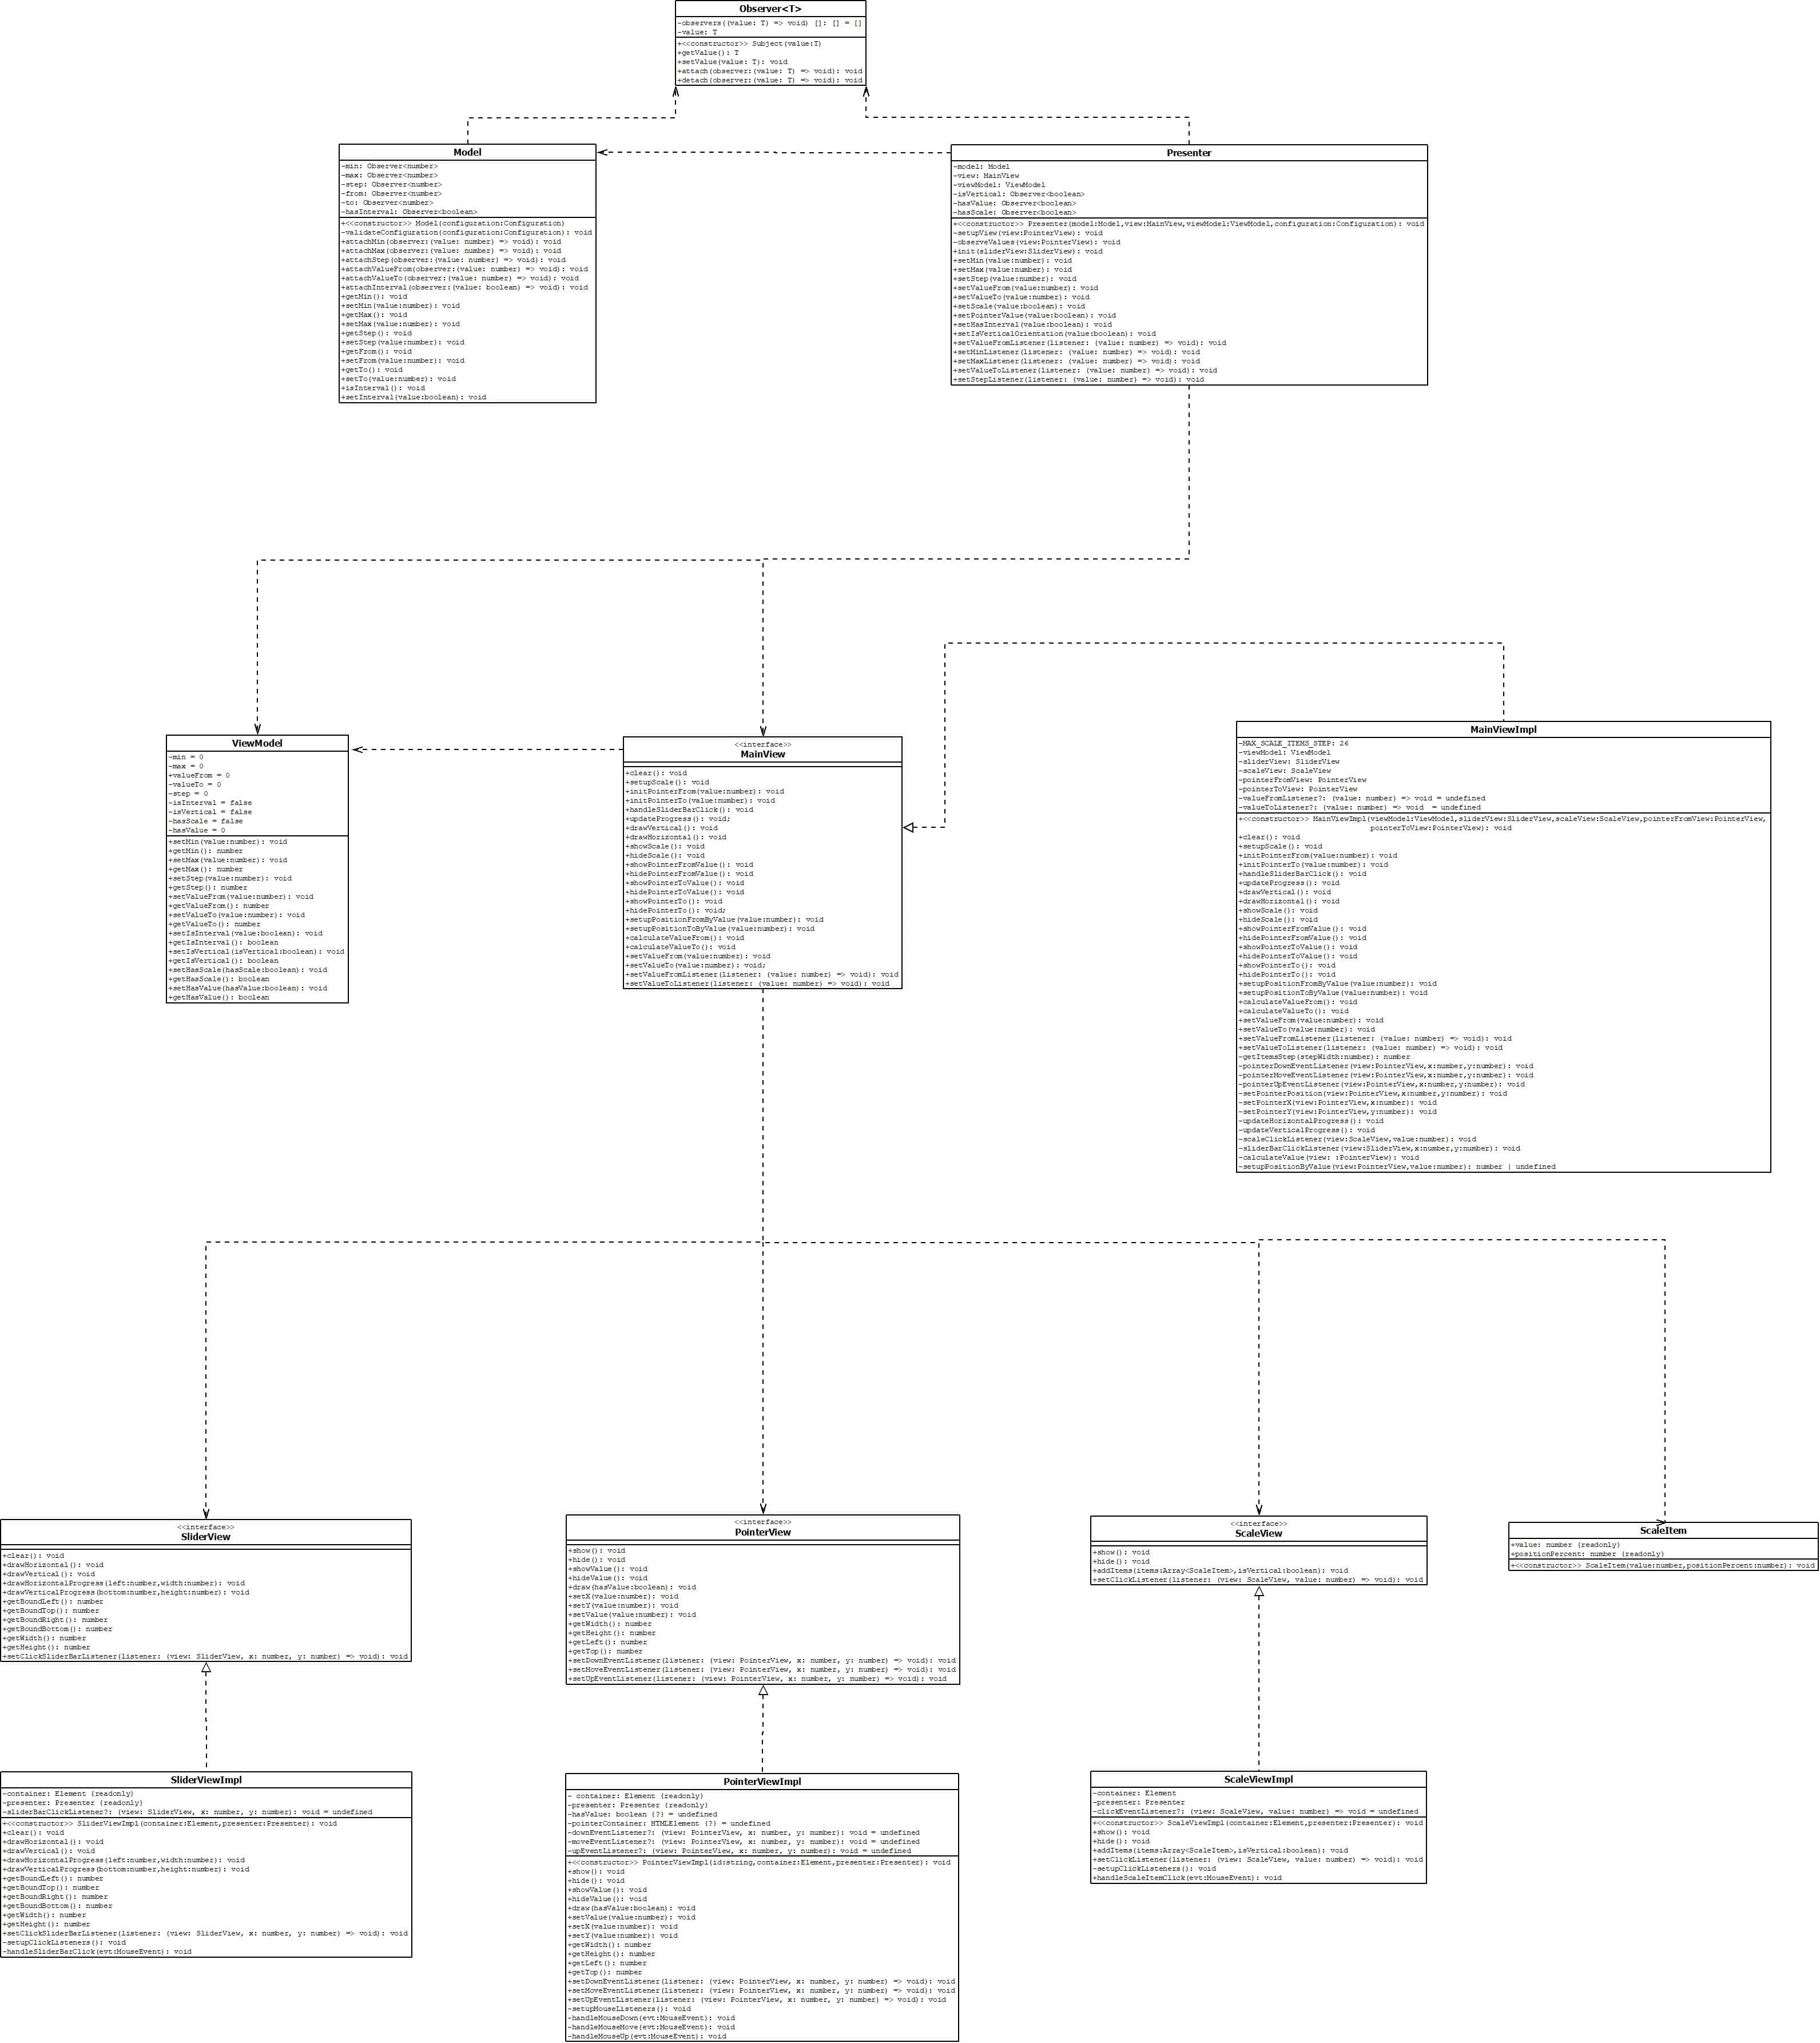 Observer<T>
-observers((value: T) => void) []: [] = []
-value: T
+<<constructor>> Subject(value:T)
+getValue(): T
+setValue(value: T): void
+attach(observer:(value: T) => void): void
+detach(observer:(value: T) => void): void
Model
-min: Observer<number>
-max: Observer<number>
-step: Observer<number>
-from: Observer<number>
-to: Observer<number>
-hasInterval: Observer<boolean>
+<<constructor>> Model(configuration:Configuration)
-validateConfiguration(configuration:Configuration): void
+attachMin(observer:(value: number) => void): void
+attachMax(observer:(value: number) => void): void
+attachStep(observer:(value: number) => void): void
+attachValueFrom(observer:(value: number) => void): void
+attachValueTo(observer:(value: number) => void): void
+attachInterval(observer:(value: boolean) => void): void
+getMin(): void
+setMin(value:number): void
+getMax(): void
+setMax(value:number): void
+getStep(): void
+setStep(value:number): void
+getFrom(): void
+setFrom(value:number): void
+getTo(): void
+setTo(value:number): void
+isInterval(): void
+setInterval(value:boolean): void
Presenter
-model: Model
-view: MainView
-viewModel: ViewModel
-isVertical: Observer<boolean>
-hasValue: Observer<boolean>
-hasScale: Observer<boolean>
+<<constructor>> Presenter(model:Model,view:MainView,viewModel:ViewModel,configuration:Configuration): void
-setupView(view:PointerView): void
-observeValues(view:PointerView): void
+init(sliderView:SliderView): void
+setMin(value:number): void
+setMax(value:number): void
+setStep(value:number): void
+setValueFrom(value:number): void
+setValueTo(value:number): void
+setScale(value:boolean): void
+setPointerValue(value:boolean): void
+setHasInterval(value:boolean): void
+setIsVerticalOrientation(value:boolean): void
+setValueFromListener(listener: (value: number) => void): void
+setMinListener(listener: (value: number) => void): void
+setMaxListener(listener: (value: number) => void): void
+setValueToListener(listener: (value: number) => void): void
+setStepListener(listener: (value: number) => void): void
ViewModel
-min = 0
-max = 0
+valueFrom = 0
-valueTo = 0
-step = 0
-isInterval = false
-isVertical = false
-hasScale = false
-hasValue = 0
+setMin(value:number): void
+getMin(): number
+setMax(value:number): void
+getMax(): number
+setStep(value:number): void
+getStep(): number
+setValueFrom(value:number): void
+getValueFrom(): number
+setValueTo(value:number): void
+getValueTo(): number
+setIsInterval(value:boolean): void
+getIsInterval(): boolean
+setIsVertical(isVertical:boolean): void
+getIsVertical(): boolean
+setHasScale(hasScale:boolean): void
+getHasScale(): boolean
+setHasValue(hasValue:boolean): void
+getHasValue(): boolean
<<interface>>
MainView
+clear(): void
+setupScale(): void
+initPointerFrom(value:number): void
+initPointerTo(value:number): void
+handleSliderBarClick(): void
+updateProgress(): void;
+drawVertical(): void
+drawHorizontal(): void
+showScale(): void
+hideScale(): void
+showPointerFromValue(): void
+hidePointerFromValue(): void
+showPointerToValue(): void
+hidePointerToValue(): void
+showPointerTo(): void
+hidePointerTo(): void;
+setupPositionFromByValue(value:number): void
+setupPositionToByValue(value:number): void
+calculateValueFrom(): void
+calculateValueTo(): void
+setValueFrom(value:number): void
+setValueTo(value:number): void;
+setValueFromListener(listener: (value: number) => void): void
+setValueToListener(listener: (value: number) => void): void
MainViewImpl
-MAX_SCALE_ITEMS_STEP: 26
-viewModel: ViewModel
-sliderView: SliderView
-scaleView: ScaleView
-pointerFromView: PointerView
-pointerToView: PointerView
-valueFromListener?: (value: number) => void = undefined
-valueToListener?: (value: number) => void  = undefined
+<<constructor>> MainViewImpl(viewModel:ViewModel,sliderView:SliderView,scaleView:ScaleView,pointerFromView:PointerView,
pointerToView:PointerView): void
+clear(): void
+setupScale(): void
+initPointerFrom(value:number): void
+initPointerTo(value:number): void
+handleSliderBarClick(): void
+updateProgress(): void
+drawVertical(): void
+drawHorizontal(): void
+showScale(): void
+hideScale(): void
+showPointerFromValue(): void
+hidePointerFromValue(): void
+showPointerToValue(): void
+hidePointerToValue(): void
+showPointerTo(): void
+hidePointerTo(): void
+setupPositionFromByValue(value:number): void
+setupPositionToByValue(value:number): void
+calculateValueFrom(): void
+calculateValueTo(): void
+setValueFrom(value:number): void
+setValueTo(value:number): void
+setValueFromListener(listener: (value: number) => void): void
+setValueToListener(listener: (value: number) => void): void
-getItemsStep(stepWidth:number): number
-pointerDownEventListener(view:PointerView,x:number,y:number): void
-pointerMoveEventListener(view:PointerView,x:number,y:number): void
-pointerUpEventListener(view:PointerView,x:number,y:number): void
-setPointerPosition(view:PointerView,x:number,y:number): void
-setPointerX(view:PointerView,x:number): void
-setPointerY(view:PointerView,y:number): void
-updateHorizontalProgress(): void
-updateVerticalProgress(): void
-scaleClickListener(view:ScaleView,value:number): void
-sliderBarClickListener(view:SliderView,x:number,y:number): void
-calculateValue(view: :PointerView): void
-setupPositionByValue(view:PointerView,value:number): number | undefined
<<interface>>
SliderView
+clear(): void
+drawHorizontal(): void
+drawVertical(): void
+drawHorizontalProgress(left:number,width:number): void
+drawVerticalProgress(bottom:number,height:number): void
+getBoundLeft(): number
+getBoundTop(): number
+getBoundRight(): number
+getBoundBottom(): number
+getWidth(): number
+getHeight(): number
+setClickSliderBarListener(listener: (view: SliderView, x: number, y: number) => void): void
<<interface>>
PointerView
+show(): void
+hide(): void
+showValue(): void
+hideValue(): void
+draw(hasValue:boolean): void
+setX(value:number): void
+setY(value:number): void
+setValue(value:number): void
+getWidth(): number
+getHeight(): number
+getLeft(): number
+getTop(): number
+setDownEventListener(listener: (view: PointerView, x: number, y: number) => void): void
+setMoveEventListener(listener: (view: PointerView, x: number, y: number) => void): void
+setUpEventListener(listener: (view: PointerView, x: number, y: number) => void): void
<<interface>>
ScaleView
+show(): void
+hide(): void
+addItems(items:Array<ScaleItem>,isVertical:boolean): void
+setClickListener(listener: (view: ScaleView, value: number) => void): void
ScaleItem
+value: number {readonly}
+positionPercent: number {readonly}
+<<constructor>> ScaleItem(value:number,positionPercent:number): void
SliderViewImpl
-container: Element {readonly}
-presenter: Presenter {readonly}
-sliderBarClickListener?: (view: SliderView, x: number, y: number): void = undefined
+<<constructor>> SliderViewImpl(container:Element,presenter:Presenter): void
+clear(): void
+drawHorizontal(): void
+drawVertical(): void
+drawHorizontalProgress(left:number,width:number): void
+drawVerticalProgress(bottom:number,height:number): void
+getBoundLeft(): number
+getBoundTop(): number
+getBoundRight(): number
+getBoundBottom(): number
+getWidth(): number
+getHeight(): number
+setClickSliderBarListener(listener: (view: SliderView, x: number, y: number) => void): void
-setupClickListeners(): void
-handleSliderBarClick(evt:MouseEvent): void
PointerViewImpl
- container: Element {readonly}
-presenter: Presenter {readonly}
-hasValue: boolean {?} = undefined
-pointerContainer: HTMLElement {?} = undefined
-downEventListener?: (view: PointerView, x: number, y: number): void = undefined
-moveEventListener?: (view: PointerView, x: number, y: number): void = undefined
-upEventListener?: (view: PointerView, x: number, y: number): void = undefined
+<<constructor>> PointerViewImpl(id:string,container:Element,presenter:Presenter): void
+show(): void
+hide(): void
+showValue(): void
+hideValue(): void
+draw(hasValue:boolean): void
+setValue(value:number): void
+setX(value:number): void
+setY(value:number): void
+getWidth(): number
+getHeight(): number
+getLeft(): number
+getTop(): number
+setDownEventListener(listener: (view: PointerView, x: number, y: number) => void): void
+setMoveEventListener(listener: (view: PointerView, x: number, y: number) => void): void
+setUpEventListener(listener: (view: PointerView, x: number, y: number) => void): void
-setupMouseListeners(): void
-handleMouseDown(evt:MouseEvent): void
-handleMouseMove(evt:MouseEvent): void
-handleMouseUp(evt:MouseEvent): void
ScaleViewImpl
-container: Element
-presenter: Presenter
-clickEventListener?: (view: ScaleView, value: number) => void = undefined
+<<constructor>> ScaleViewImpl(container:Element,presenter:Presenter): void
+show(): void
+hide(): void
+addItems(items:Array<ScaleItem>,isVertical:boolean): void
+setClickListener(listener: (view: ScaleView, value: number) => void): void
-setupClickListeners(): void
+handleScaleItemClick(evt:MouseEvent): void